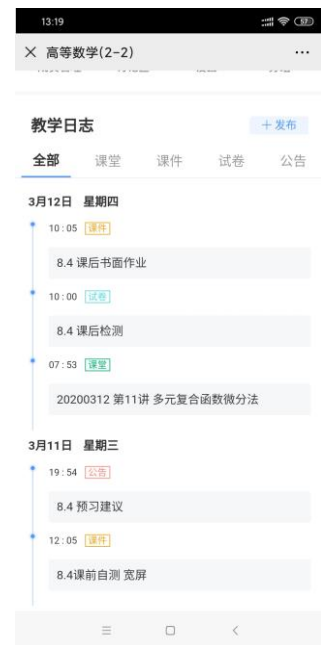 13:19
57
高等数学(2-2)
教学日志
+发布
全部 课堂 课件 试卷 公告
3月12日 星期四
10:05 课件
8.4 课后书面作业
10:00 试卷
8.4 课后检测
07:53 课堂
20200312 第11讲 多元复合函数微分法
3月11日 星期三
19:54 公告
8.4 预习建议
12:05 课件
8.4课前自测 宽屏